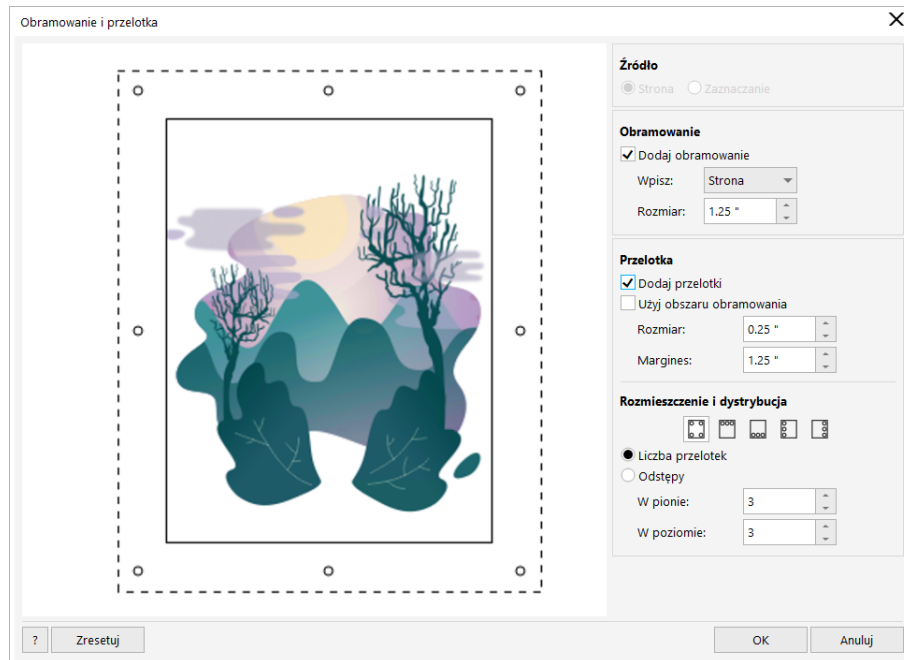 Obramowanie i przelotka
Źródło
Strona Zaznaczanie
Obramowanie
Dodaj obramowanie
Wpisz: Strona
Rozmiar: 1.25 "
Przelotka
Dodaj przelotki
Użyj obszaru obramowania
Rozmiar: 0.25 "
Margines: 1.25 "
Rozmieszczenie i dystrybucja
Liczba przelotek
Odstępy
W pionie: 3
W poziomie: 3
? Zresetuj OK Anuluj